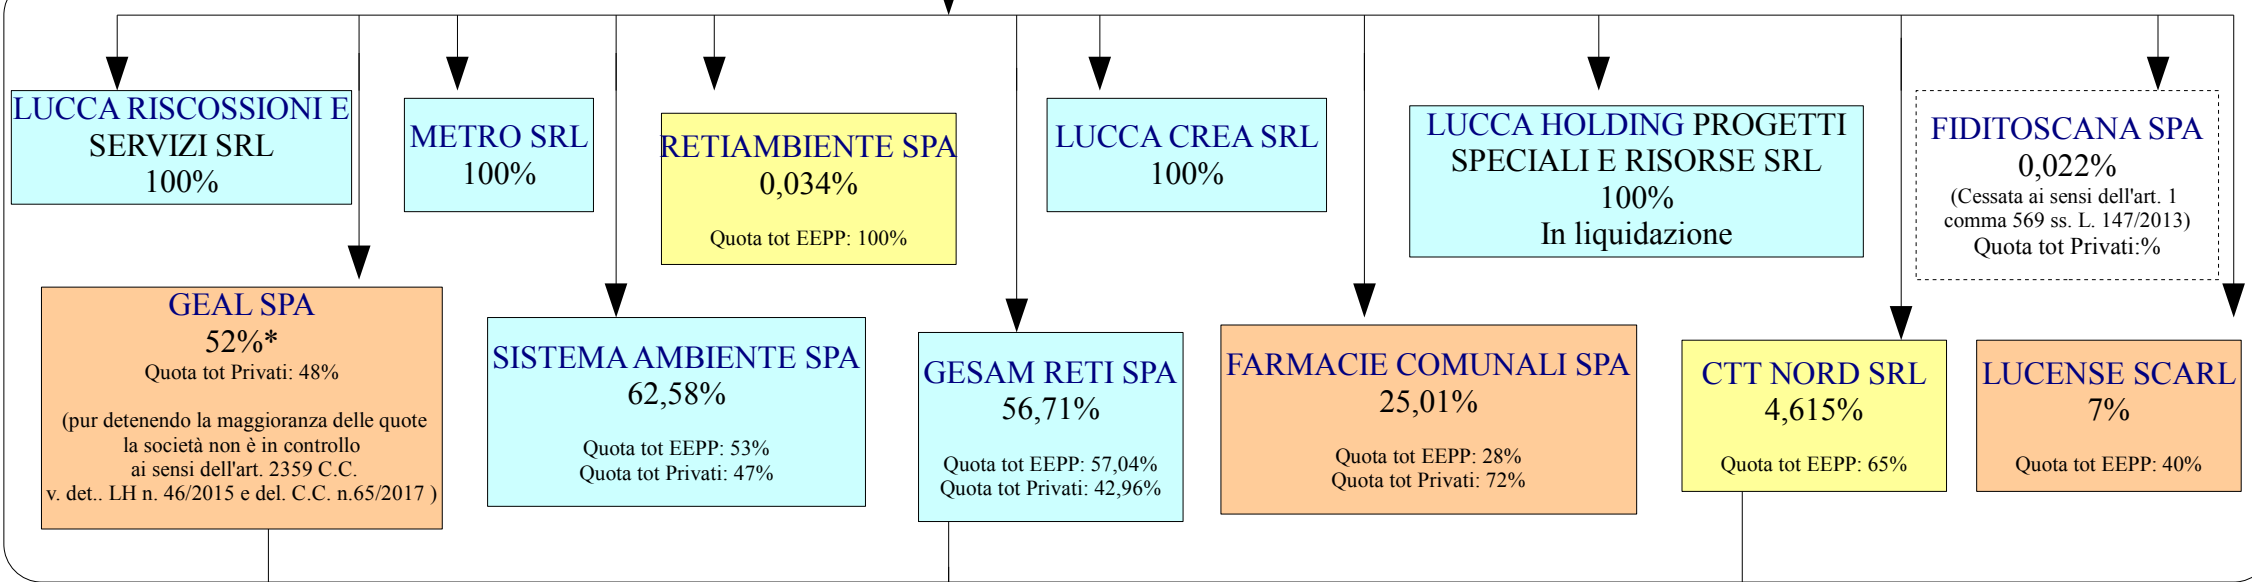 LUCCA RISCOSSIONI E
SERVIZI SRL
100%
METRO SRL
100%
RETIAMBIENTE SPA
0,034%
Quota tot EEPP: 100%
LUCCA CREA SRL
100%
LUCCA HOLDING PROGETTI
SPECIALI E RISORSE SRL
100%
In liquidazione
FIDITOSCANA SPA
0,022%
(Cessata ai sensi dell'art. 1
comma 569 ss. L. 147/2013)
Quota tot Privati:%
GEAL SPA
52%*
Quota tot Privati: 48%
(pur detenendo la maggioranza delle quote
la società non è in controllo
ai sensi dell'art. 2359 C.C.
v. det.. LH n. 46/2015 e del. C.C. n.65/2017 )
SISTEMA AMBIENTE SPA
62,58%
Quota tot EEPP: 53%
Quota tot Privati: 47%
GESAM RETI SPA
56,71%
Quota tot EEPP: 57,04%
Quota tot Privati: 42,96%
FARMACIE COMUNALI SPA
25,01%
Quota tot EEPP: 28%
Quota tot Privati: 72%
CTT NORD SRL
4,615%
Quota tot EEPP: 65%
LUCENSE SCARL
7%
Quota tot EEPP: 40%